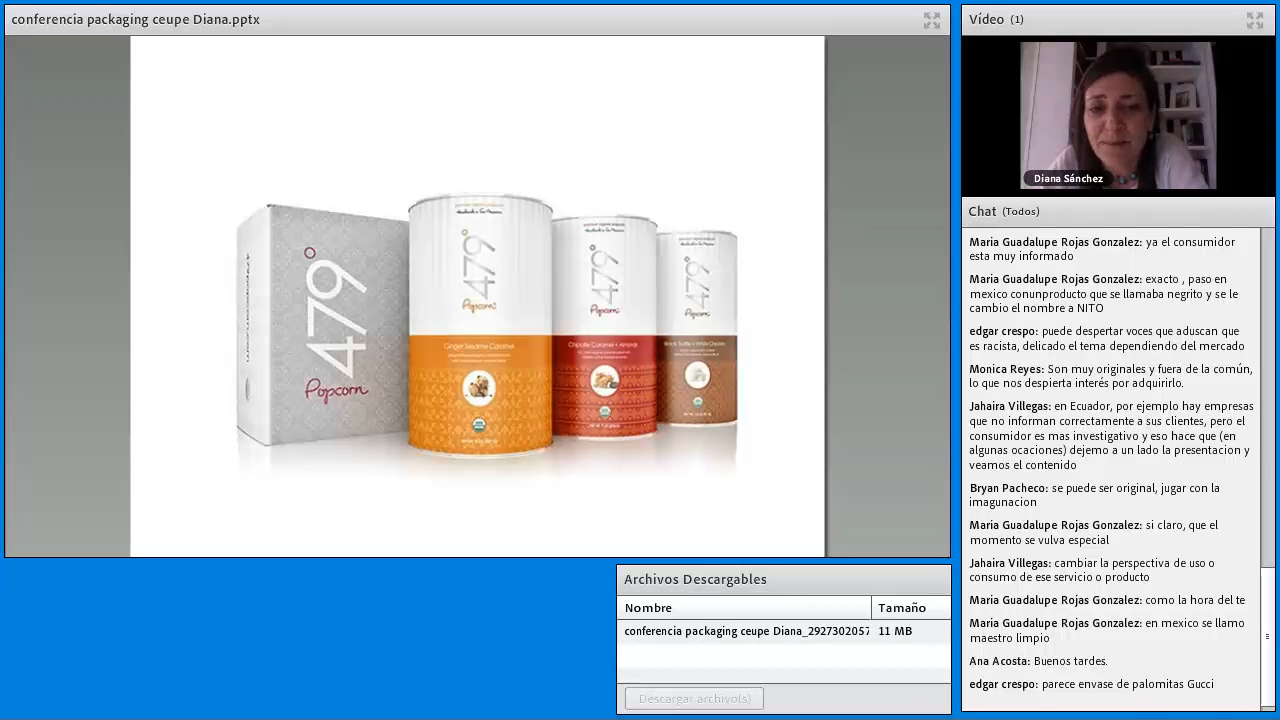 conferencia packaging ceupe Diana.pptx
479°
Popcorn
479°
Popcorn
Ginger Sesame Caramel
479°
Popcorn
Chipotle Caramel + Almond
479°
Popcorn
Black Truffle + White Cheddar
Vídeo (1)
Diana Sánchez
Chat (Todos)
Maria Guadalupe Rojas Gonzalez: ya el consumidor
esta muy informado
Maria Guadalupe Rojas Gonzalez: exacto , paso en
mexico conunproducto que se llamaba negrito y se le
cambio el nombre a NITO
edgar crespo: puede despertar voces que aduscan que
es racista, delicado el tema dependiendo del mercado
Monica Reyes: Son muy originales y fuera de la común,
lo que nos despierta interés por adquirirlo.
Jahaira Villegas: en Ecuador, por ejemplo hay empresas
que no informan correctamente a sus clientes, pero el
consumidor es mas investigativo y eso hace que (en
algunas ocaciones) dejemo a un lado la presentacion y
veamos el contenido
Bryan Pacheco: se puede ser original, jugar con la
imagunacion
Maria Guadalupe Rojas Gonzalez: si claro, que el
momento se vulva especial
Jahaira Villegas: cambiar la perspectiva de uso o
consumo de ese servicio o producto
Maria Guadalupe Rojas Gonzalez: como la hora del te
Maria Guadalupe Rojas Gonzalez: en mexico se llamo
maestro limpio
Ana Acosta: Buenos tardes.
edgar crespo: parece envase de palomitas Gucci
Archivos Descargables
Nombre Tamaño
conferencia packaging ceupe Diana_2927302057 11 MB
Descargar archivo(s)